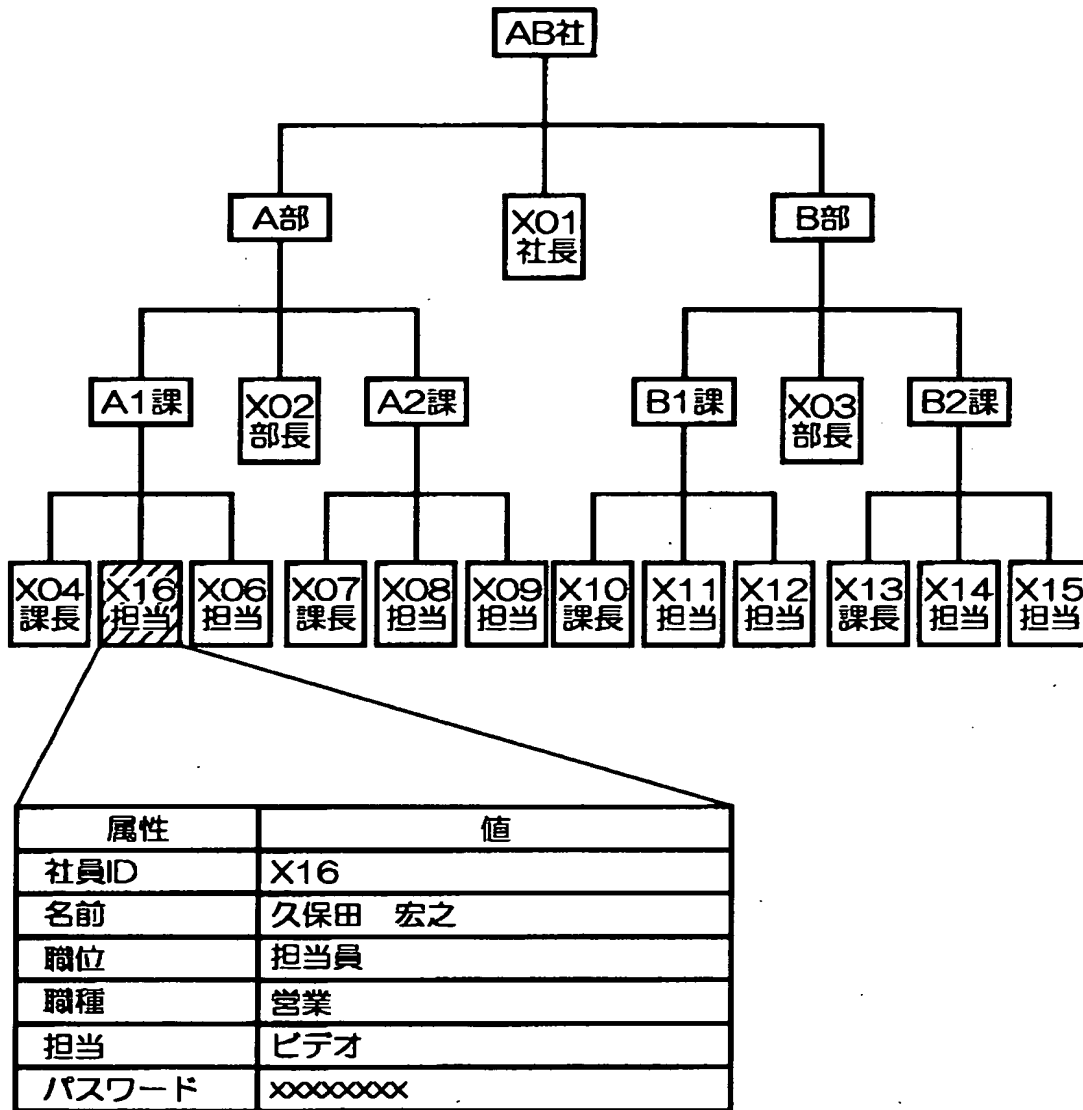 AB社
A部
X01
社長
B部
A1課
X02
部長
A2課
B1課
X03
部長
B2課
X04
課長
X16
担当
X06
担当
X07
課長
X08
担当
X09
担当
X10
課長
X11
担当
X12
担当
X13
課長
X14
担当
X15
担当
属性 値
社員ID X16
名前 久保田 宏之
職位 担当員
職種 営業
担当 ビデオ
パスワード xxxxxxxx